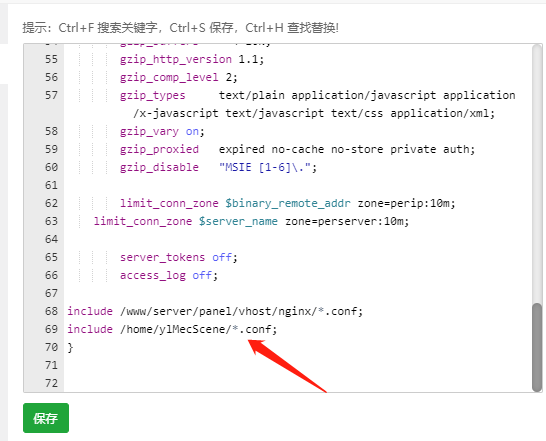 提示：Ctrl+F 搜索关键字，Ctrl+S 保存，Ctrl+H 查找替换!
55 gzip_http_version 1.1;
56 gzip_comp_level 2;
57 gzip_types text/plain application/javascript application
/x-javascript text/javascript text/css application/xml;
58 gzip_vary on;
59 gzip_proxied expired no-cache no-store private auth;
60 gzip_disable "MSIE [1-6]\.";
61
62 limit_conn_zone $binary_remote_addr zone=perip:10m;
63 limit_conn_zone $server_name zone=perserver:10m;
64
65 server_tokens off;
66 access_log off;
67
68 include /www/server/panel/vhost/nginx/*.conf;
69 include /home/ylMecScene/*.conf;
70 }
71
72
保存